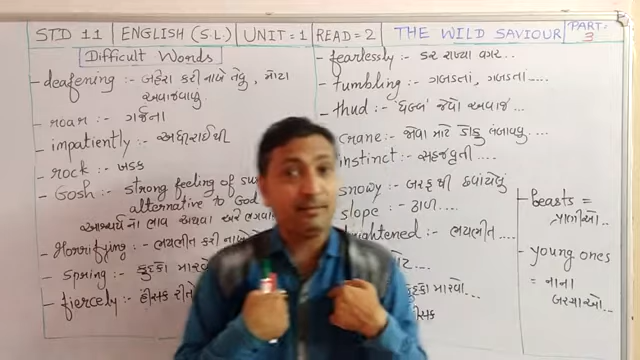 STD 11 ENGLISH (S.L.) UNIT:1 READ=2 THE WILD SAVIOUR PART:3
Difficult Words
- deafening :- બહેરા કરી નાખે તેવું, મોટા
અવાજવાળુ
- roar :- ગર્જના
- impatiently :- અધીરાઈથી
- rock :- ખડક
- Gosh :- strong feeling of
alternative to God
આશ્ચર્યનો ભાવ અથવા અરે
- Horrifying :- ભયભીત કરી
- spring :- કુદકો મારવો
- fiercely :- હીંસક
- fearlessly :- ડર રાખ્યા વગર..
- tumbling :- ગબડતાં, ગબડતાં....
- thud :- 'ધબ્બ' જેવો અવાજ...
crane :- જોવા માટે ડોકુ લંબાવવુ...
instinct :- સહજવૃત્તી....
snowy :- બરફથી છવાયેલું
slope :- ઢાળ...
:- ભયભીત....
કુદકો મારવો...
હીંસક
- beasts =
પ્રાણીઓ..
- young ones
= નાના
બચ્ચાંઓ...